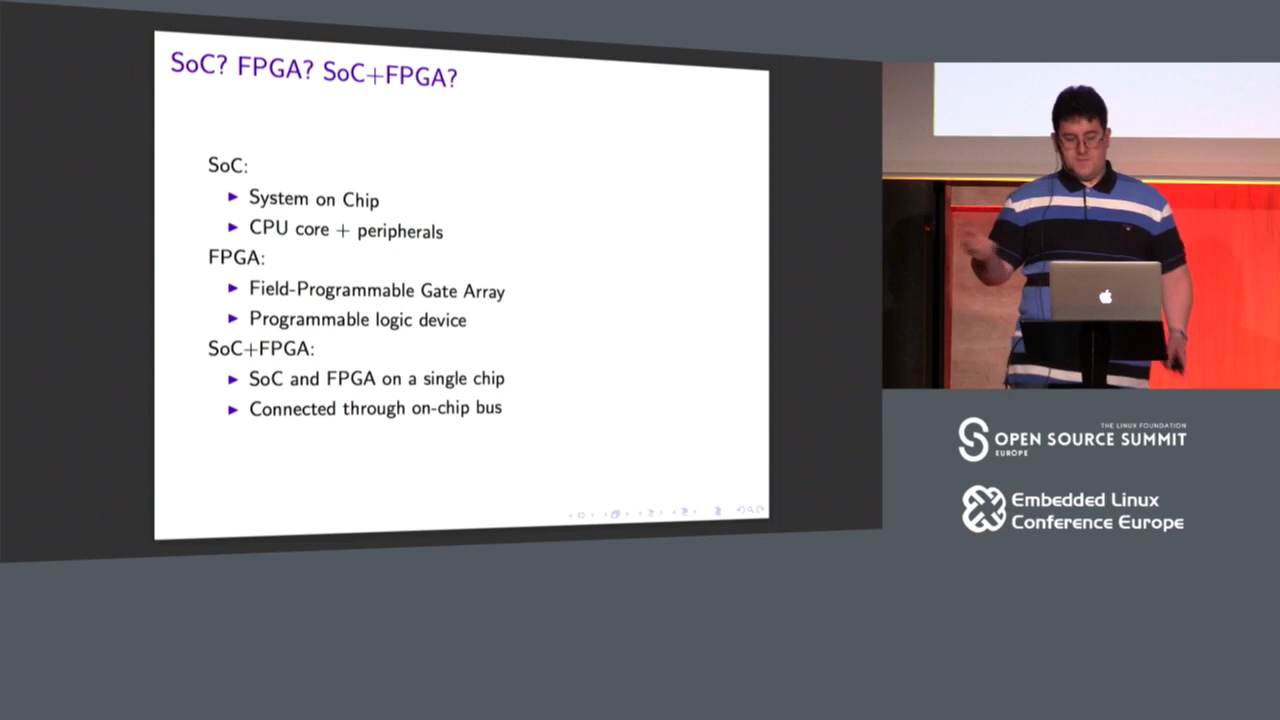 SoC? FPGA? SoC+FPGA?
SoC:
System on Chip
CPU core + peripherals
FPGA:
Field-Programmable Gate Array
Programmable logic device
SoC+FPGA:
SoC and FPGA on a single chip
Connected through on-chip bus
THE LINUX FOUNDATION
OPEN SOURCE SUMMIT
EUROPE
Embedded Linux
Conference Europe